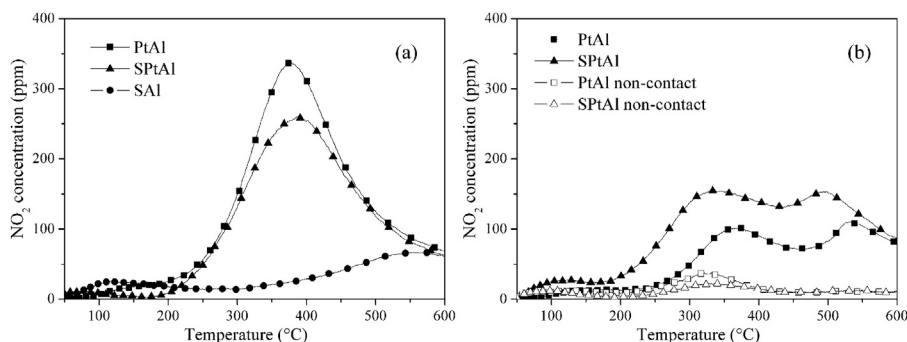 400
300
200
100
0
NO₂ concentration (ppm)
PtAl
SPtAl
SAl
(a)
100 200 300 400 500 600
Temperature (°C)
400
300
200
100
0
NO₂ concentration (ppm)
PtAl
SPtAl
PtAl non-contact
SPtAl non-contact
(b)
100 200 300 400 500 600
Temperature (°C)